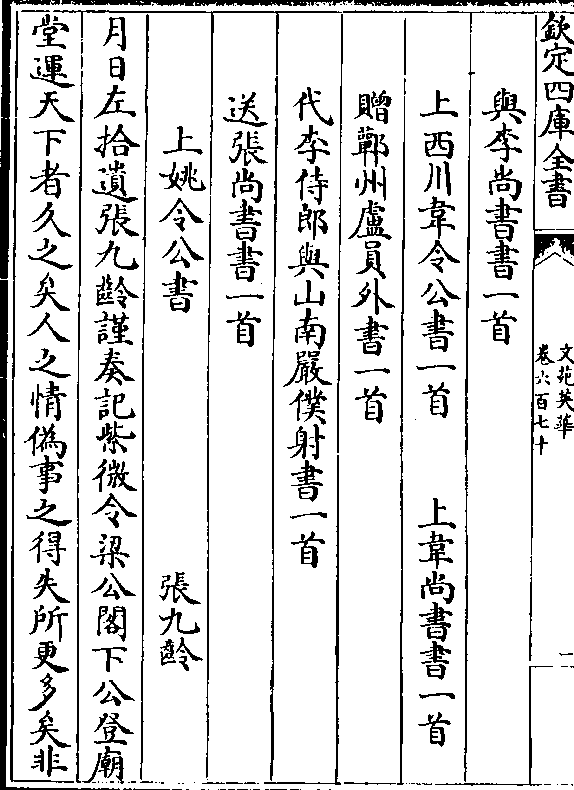 欽定四庫全書
文苑英華
卷六百七十
一
與李尚書書一首
上西川韋令公書一首 上韋尚書書一首
贈鄿州盧員外書一首
代李侍郎與山南嚴僕射書一首
送張尚書書一首
上姚令公書 張九齡
月日左拾遺張九齡謹奏記紫微令梁公閣下公登廟
堂運天下者久之矣人之情偽事之得失所更多矣非